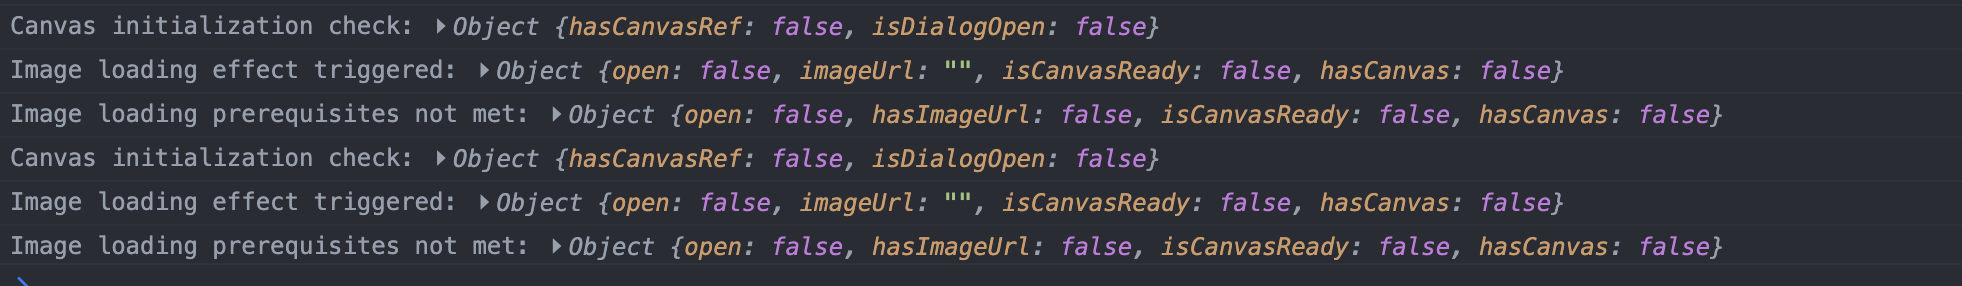 Canvas initialization check: ▶Object {hasCanvasRef: false, isDialogOpen: false}
Image loading effect triggered: ▶Object {open: false, imageUrl: "", isCanvasReady: false, hasCanvas: false}
Image loading prerequisites not met: ▶Object {open: false, hasImageUrl: false, isCanvasReady: false, hasCanvas: false}
Canvas initialization check: ▶Object {hasCanvasRef: false, isDialogOpen: false}
Image loading effect triggered: ▶Object {open: false, imageUrl: "", isCanvasReady: false, hasCanvas: false}
Image loading prerequisites not met: ▶Object {open: false, hasImageUrl: false, isCanvasReady: false, hasCanvas: false}